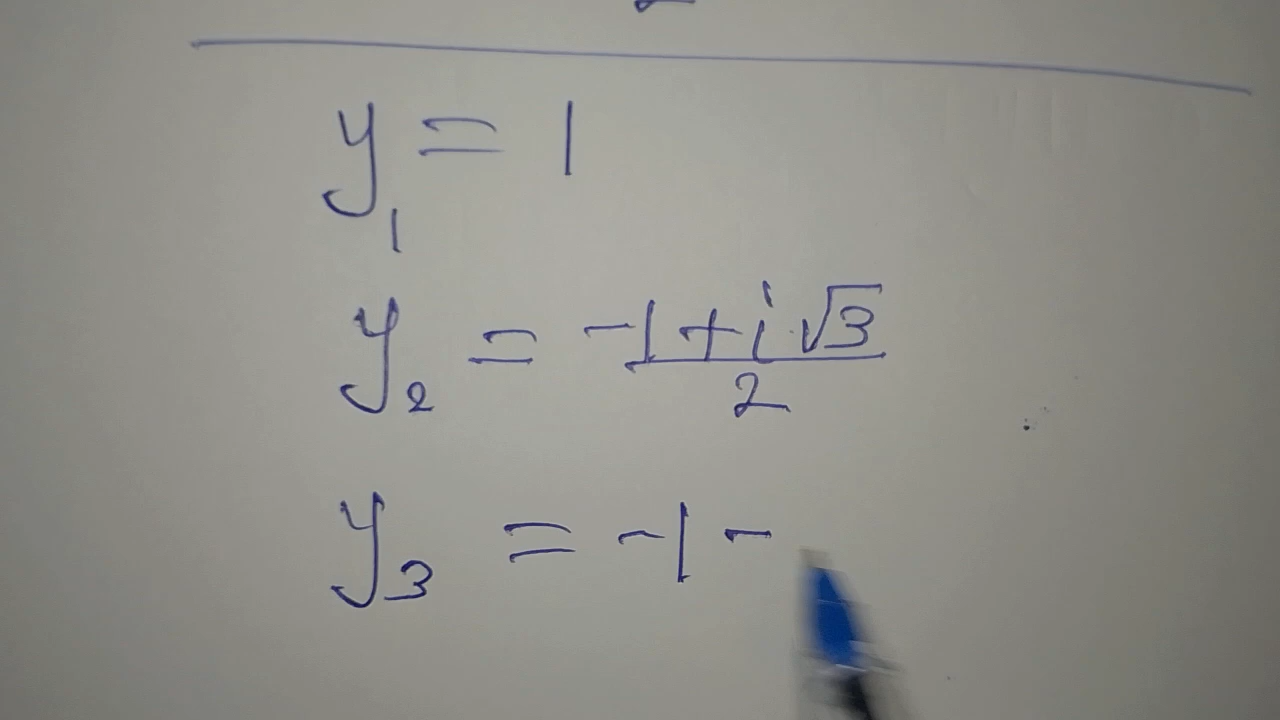 y₁ = 1
y₂ = -1 + i√3 / 2
y₃ = -1 -